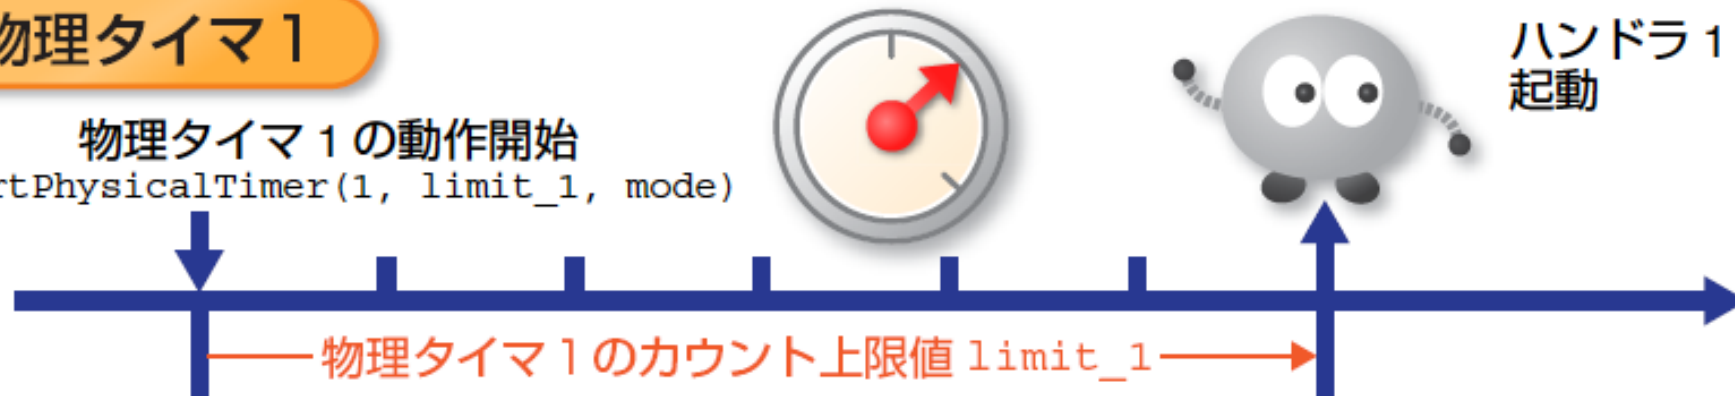 物理タイマ1
ハンドラ1
起動
物理タイマ1の動作開始
rtPhysicalTimer(1, limit_1, mode)
物理タイマ1のカウント上限値 limit_1